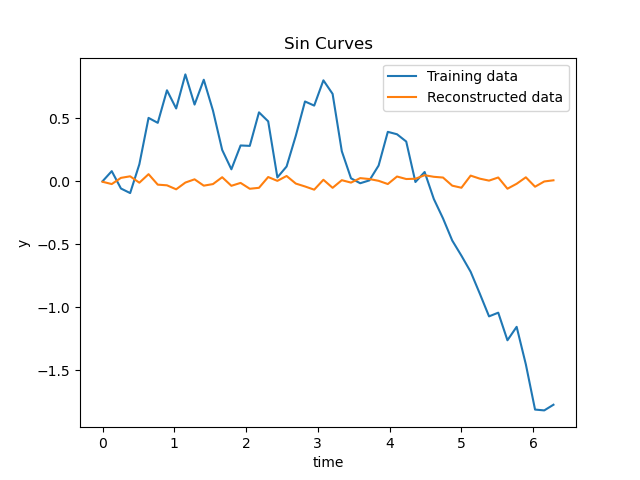 Sin Curves
Training data
Reconstructed data
0.5
0.0
−0.5
−1.0
−1.5
y
0 1 2 3 4 5 6
time